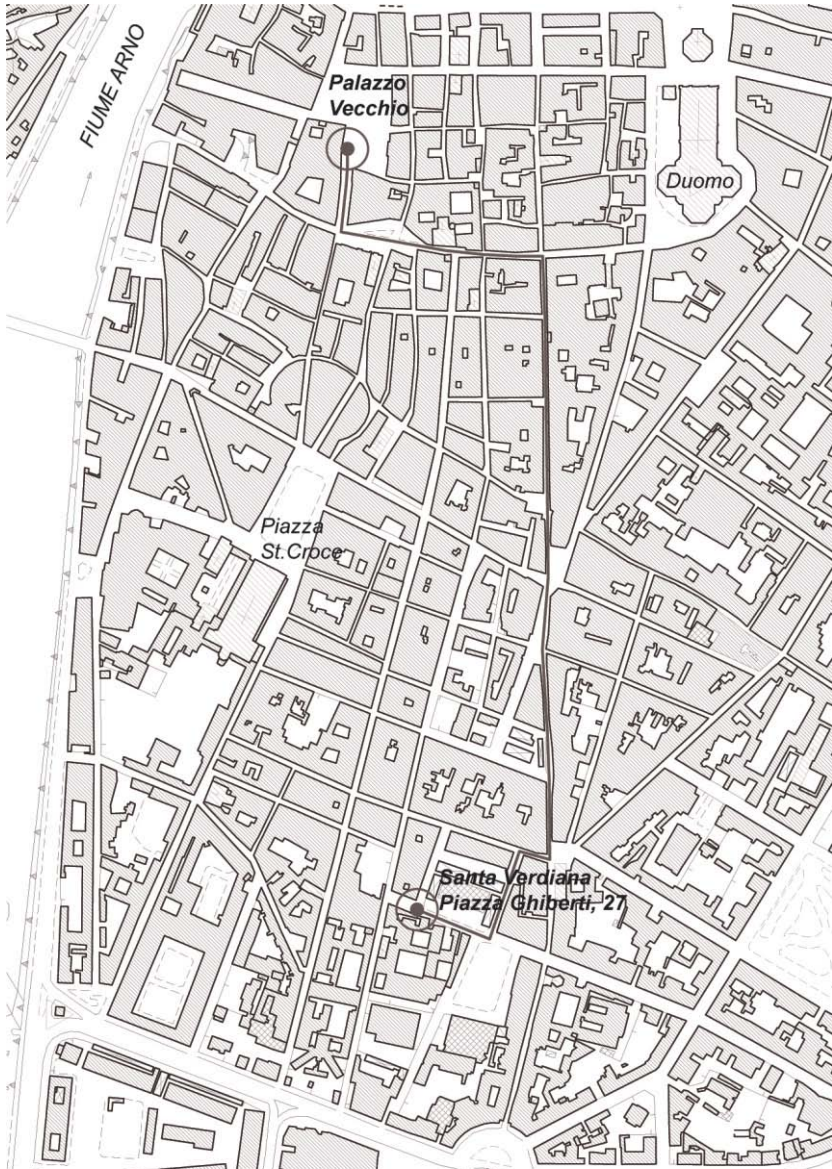 FIUME ARNO
Palazzo
Vecchio
Duomo
Piazza
St.Croce
Santa Verdiana
Piazza Ghiberti, 27